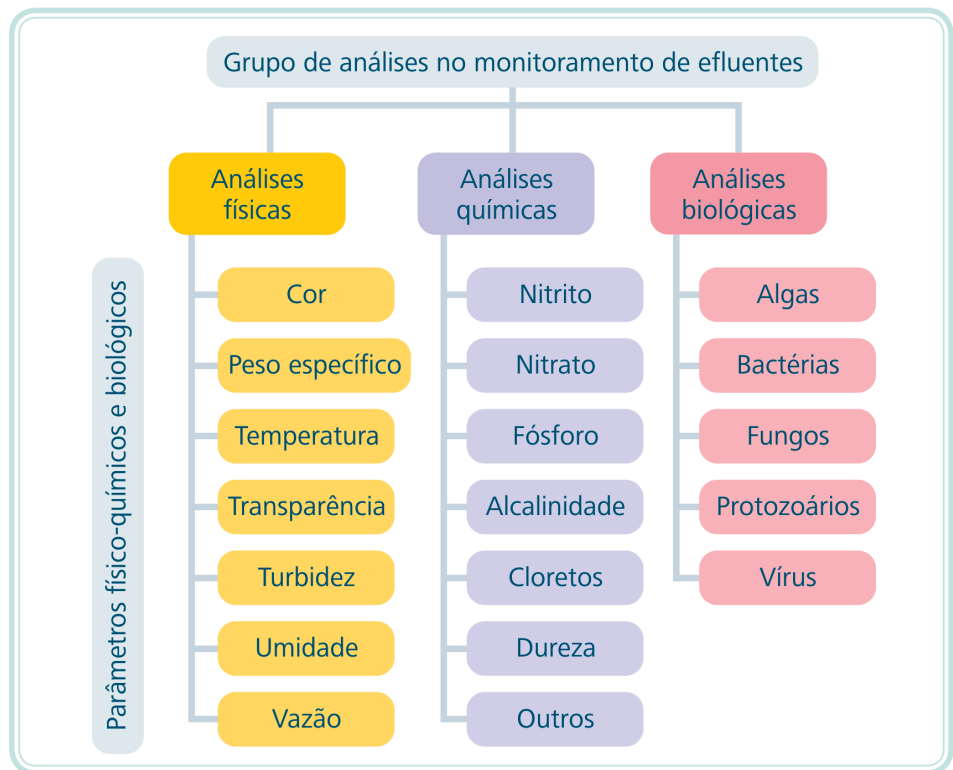 Grupo de análises no monitoramento de efluentes
Análises
físicas
Análises
químicas
Análises
biológicas
Parâmetros físico-químicos e biológicos
Cor
Peso específico
Temperatura
Transparência
Turbidez
Umidade
Vazão
Nitrito
Nitrato
Fósforo
Alcalinidade
Cloretos
Dureza
Outros
Algas
Bactérias
Fungos
Protozoários
Vírus